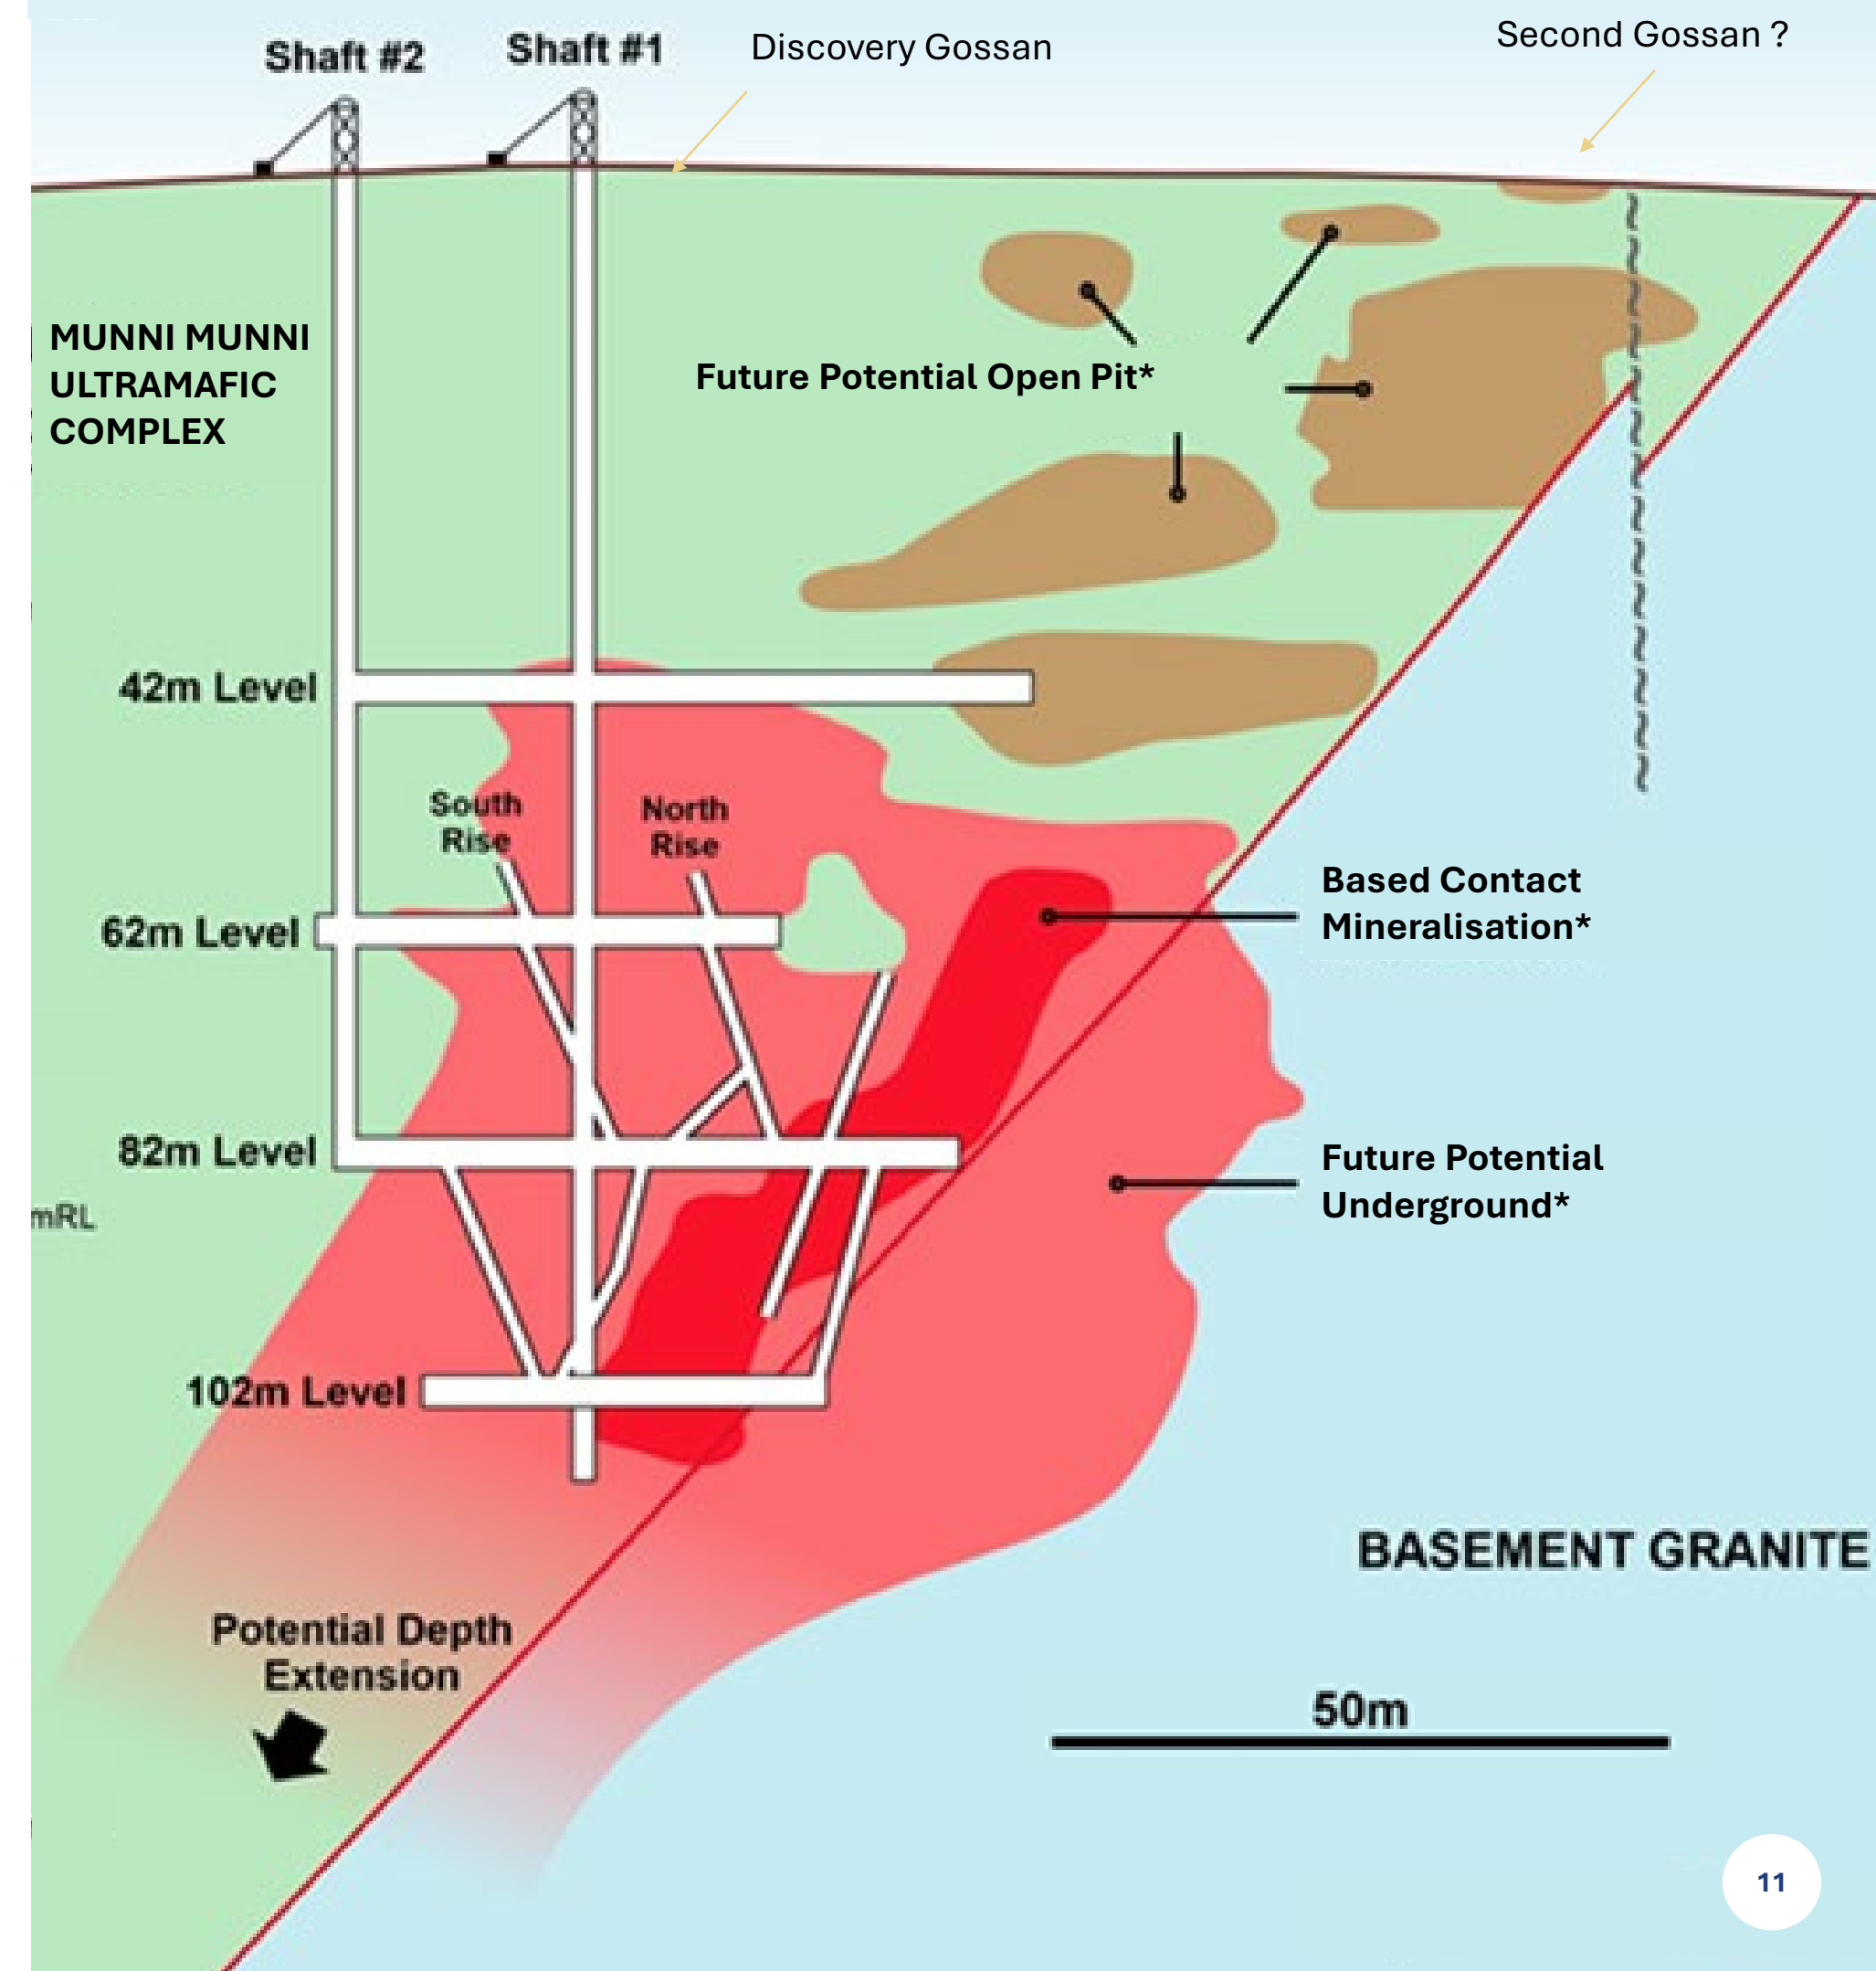 Shaft #2
Shaft #1
Discovery Gossan
Second Gossan ?
MUNNI MUNNI
ULTRAMAFIC
COMPLEX
Future Potential Open Pit*
42m Level
South
Rise
North
Rise
62m Level
Based Contact
Mineralisation*
82m Level
Future Potential
Underground*
mRL
102m Level
BASEMENT GRANITE
Potential Depth
Extension
50m
11